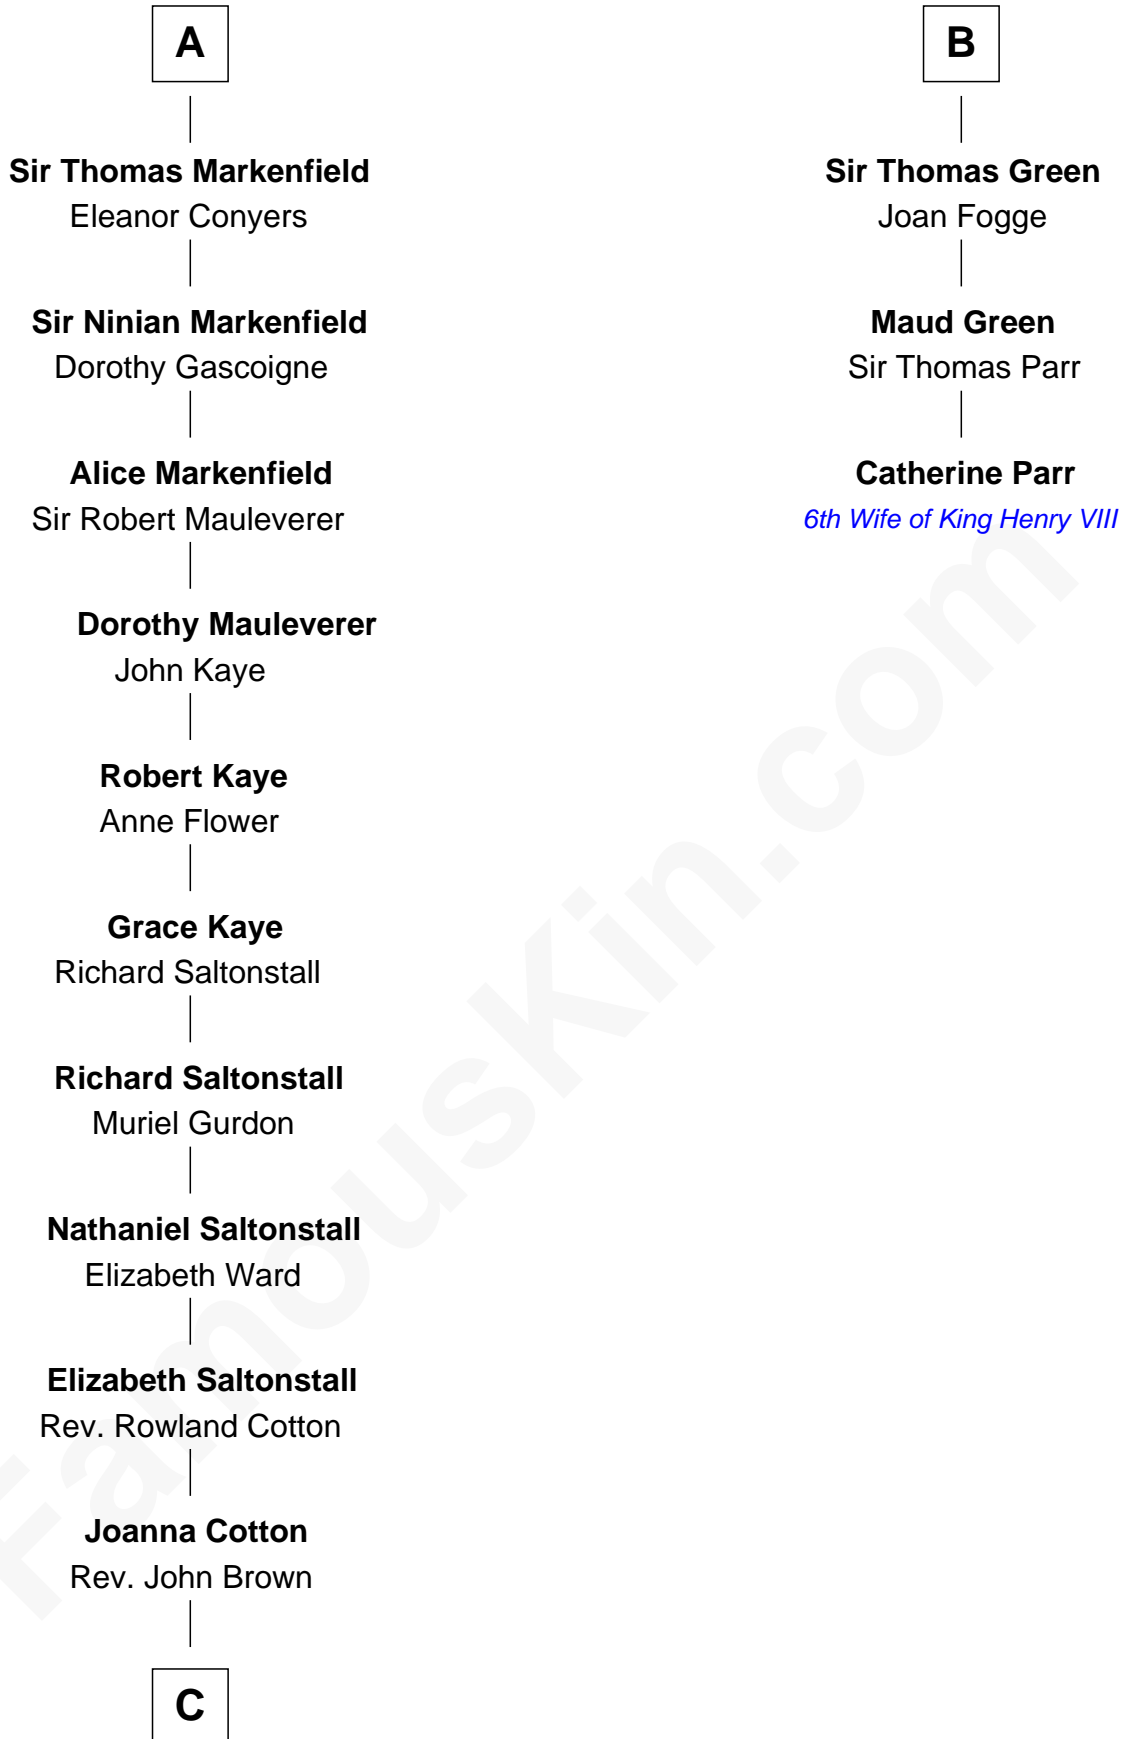 A
Sir Thomas Markenfield
Eleanor Conyers
Sir Ninian Markenfield
Dorothy Gascoigne
Alice Markenfield
Sir Robert Mauleverer
Dorothy Mauleverer
John Kaye
Robert Kaye
Anne Flower
Grace Kaye
Richard Saltonstall
Richard Saltonstall
Muriel Gurdon
Nathaniel Saltonstall
Elizabeth Ward
Elizabeth Saltonstall
Rev. Rowland Cotton
Joanna Cotton
Rev. John Brown
C
B
Sir Thomas Green
Joan Fogge
Maud Green
Sir Thomas Parr
Catherine Parr
6th Wife of King Henry VIII
FamousKin.com